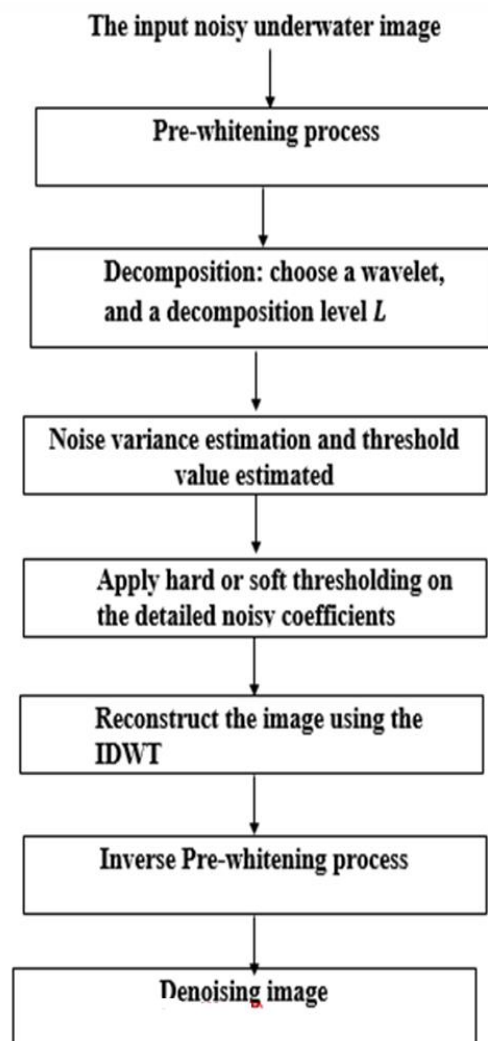 The input noisy underwater image
Pre-whitening process
Decomposition: choose a wavelet,
and a decomposition level L
Noise variance estimation and threshold
value estimated
Apply hard or soft thresholding on
the detailed noisy coefficients
Reconstruct the image using the
IDWT
Inverse Pre-whitening process
Denoising image